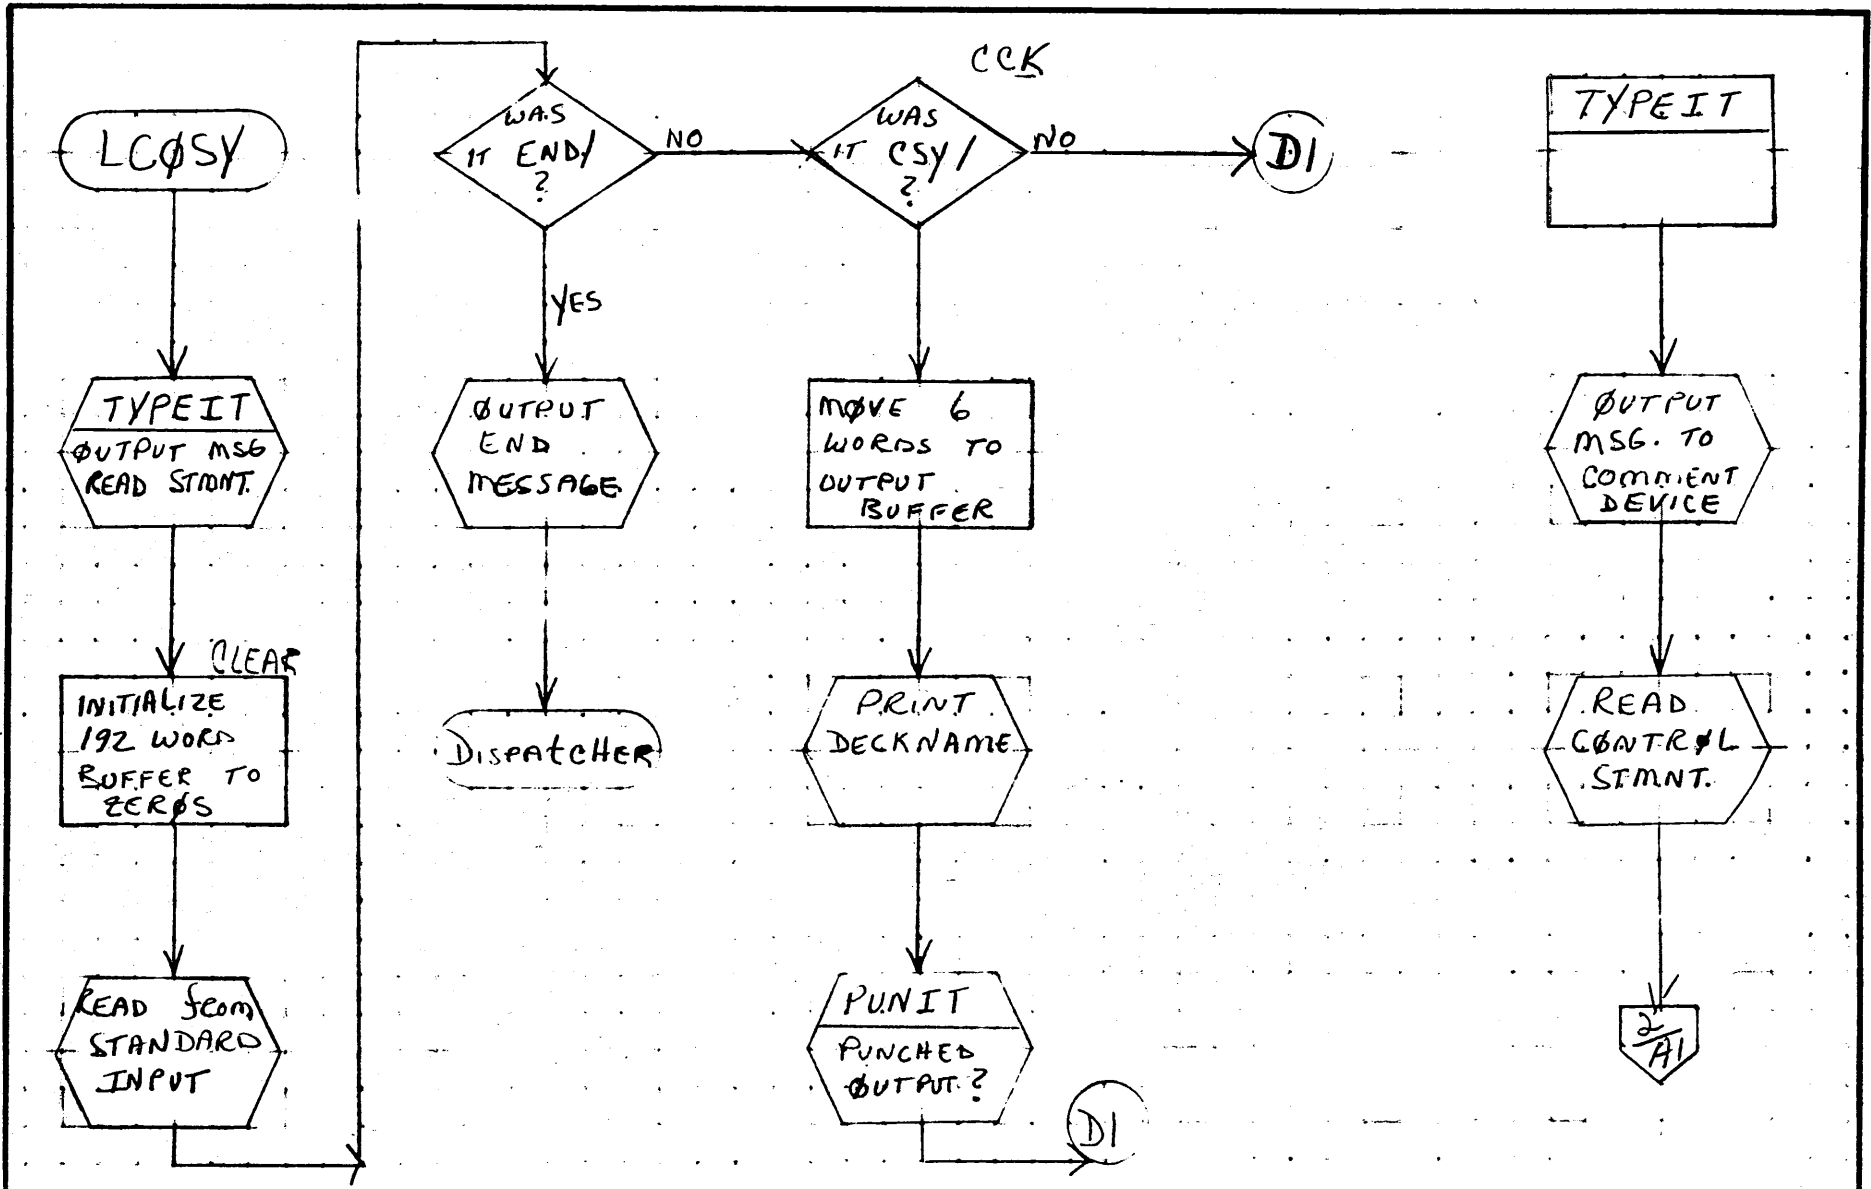 LCØSY
TYPEIT
ØUTPUT MSG
READ STMNT.
CLEAR
INITIALIZE
192 WORD
BUFFER TO
ZERØS
READ from
STANDARD
INPUT
WAS
IT END/
?
NO
YES
ØUTPUT
END
MESSAGE
DISPATCHER
CCK
WAS
IT CSY/
?
NO
D1
MØVE 6
WORDS TO
OUTPUT
BUFFER
PRINT
DECKNAME
PUNIT
PUNCHED
ØUTPUT?
D1
TYPEIT
ØUTPUT
MSG. TO
COMMENT
DEVICE
READ
CØNTRØL
STMNT.
2
A1